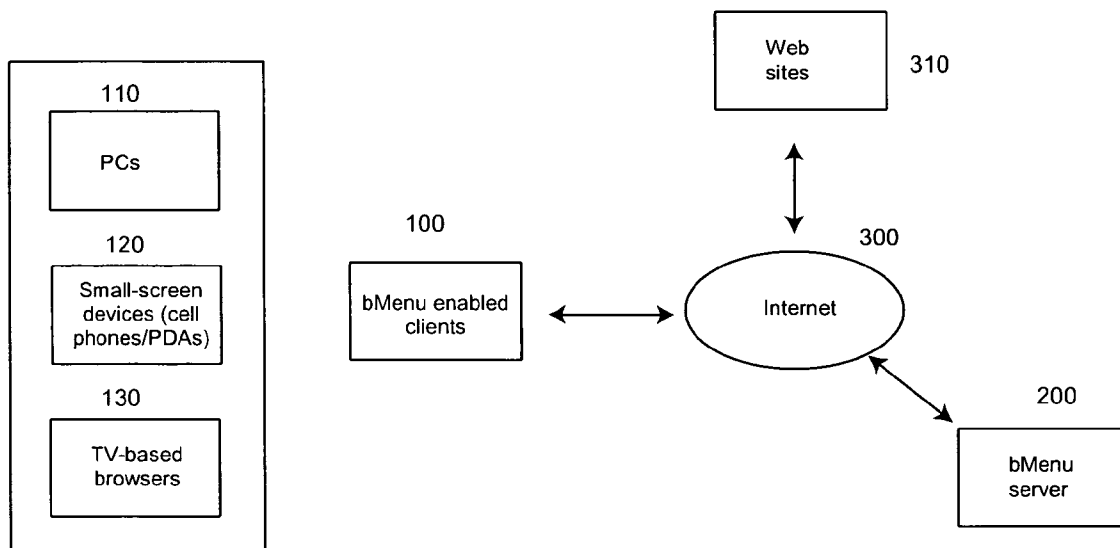 110
PCs
120
Small-screen
devices (cell
phones/PDAs)
130
TV-based
browsers
100
bMenu enabled
clients
Web
sites
310
300
Internet
200
bMenu
server